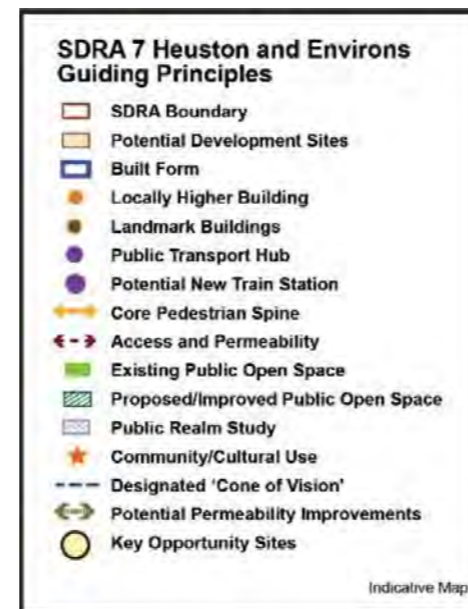 SDRA 7 Heuston and Environs
Guiding Principles
SDRA Boundary
Potential Development Sites
Built Form
Locally Higher Building
Landmark Buildings
Public Transport Hub
Potential New Train Station
Core Pedestrian Spine
Access and Permeability
Existing Public Open Space
Proposed/Improved Public Open Space
Public Realm Study
Community/Cultural Use
Designated 'Cone of Vision'
Potential Permeability Improvements
Key Opportunity Sites
Indicative Map